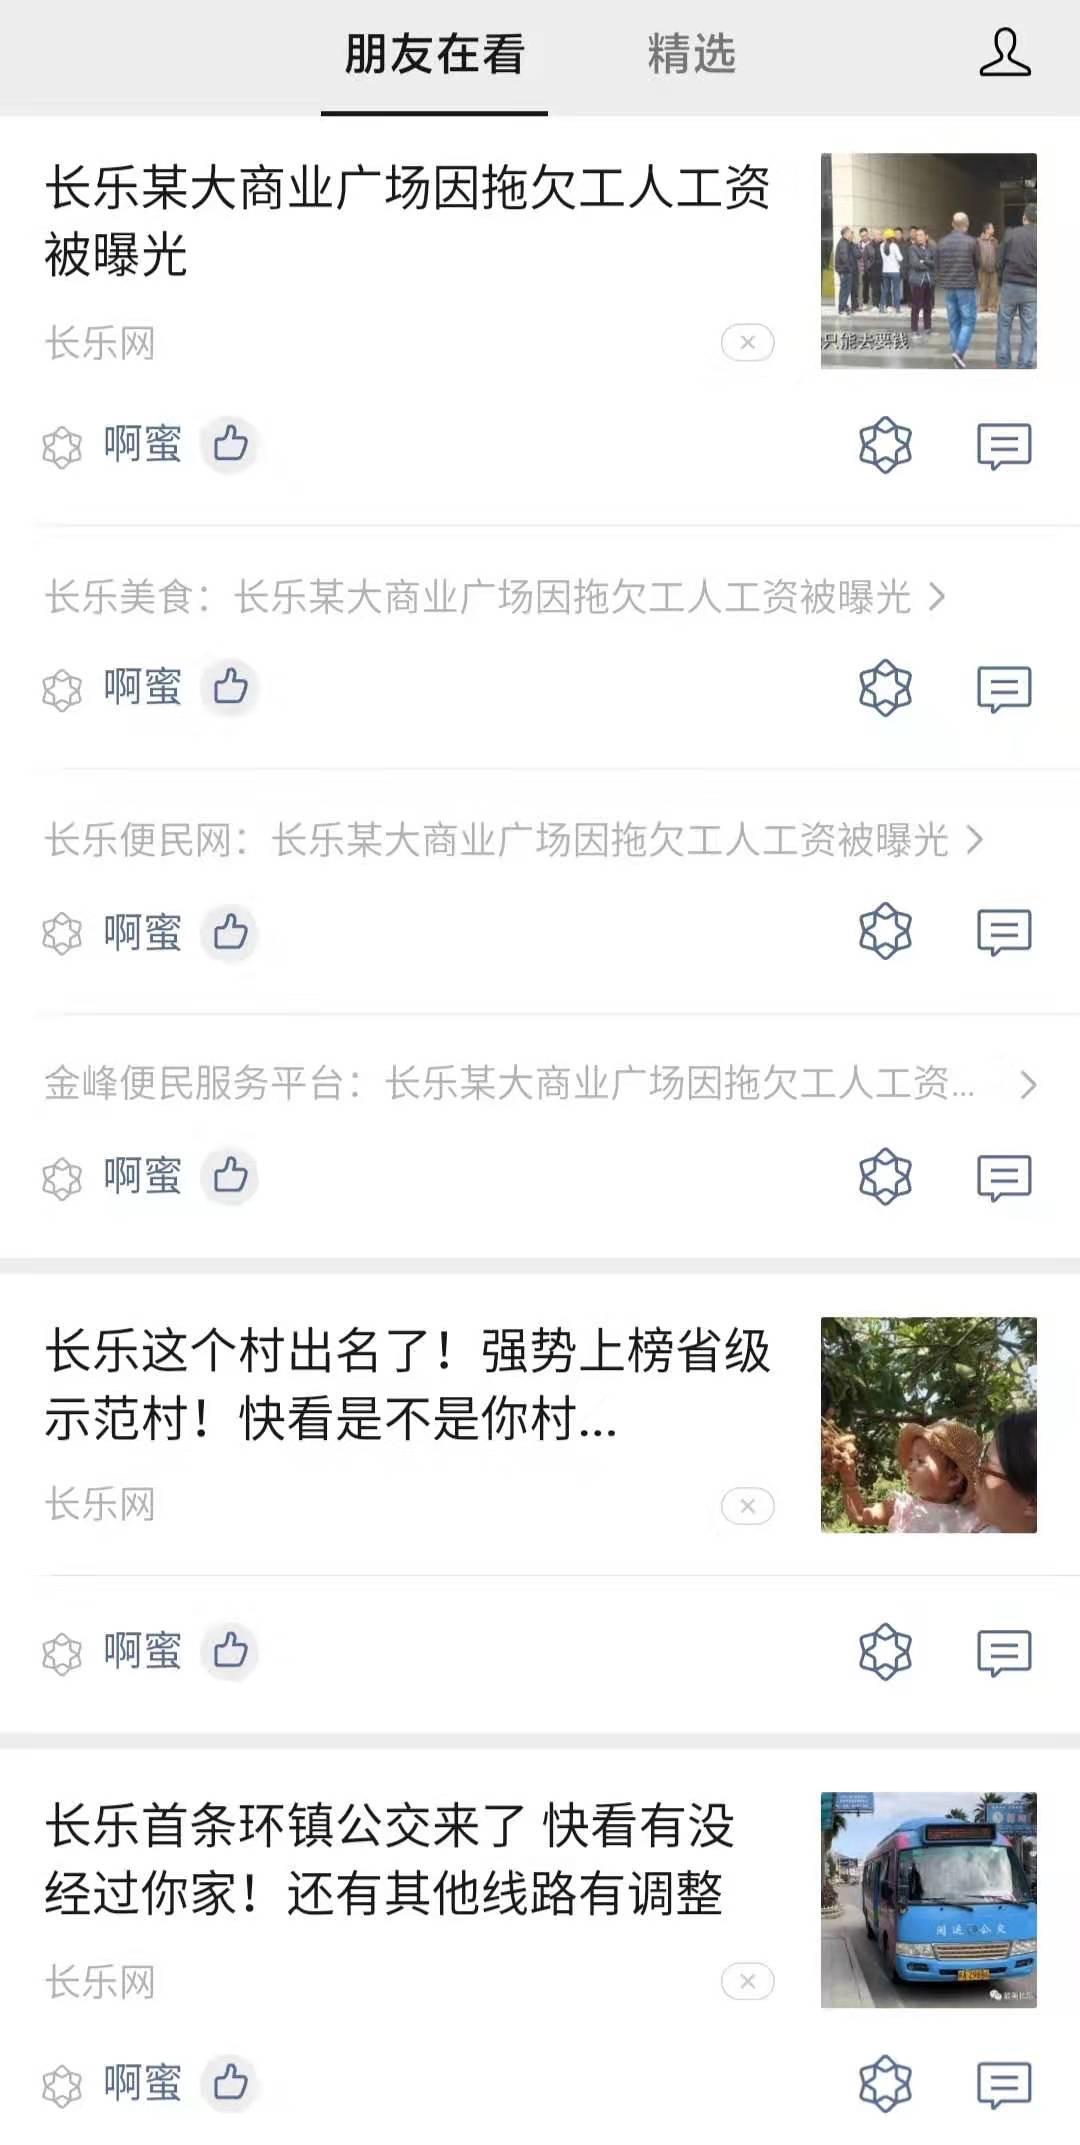 朋友在看
精选
长乐某大商业广场因拖欠工人工资
被曝光
只能去要钱
长乐网
啊蜜
长乐美食：长乐某大商业广场因拖欠工人工资被曝光
啊蜜
长乐便民网：长乐某大商业广场因拖欠工人工资被曝光
啊蜜
金峰便民服务平台：长乐某大商业广场因拖欠工人工资...
啊蜜
长乐这个村出名了！强势上榜省级
示范村！快看是不是你村...
长乐网
啊蜜
长乐首条环镇公交来了 快看有没
经过你家！还有其他线路有调整
闽运公交
长乐网
啊蜜